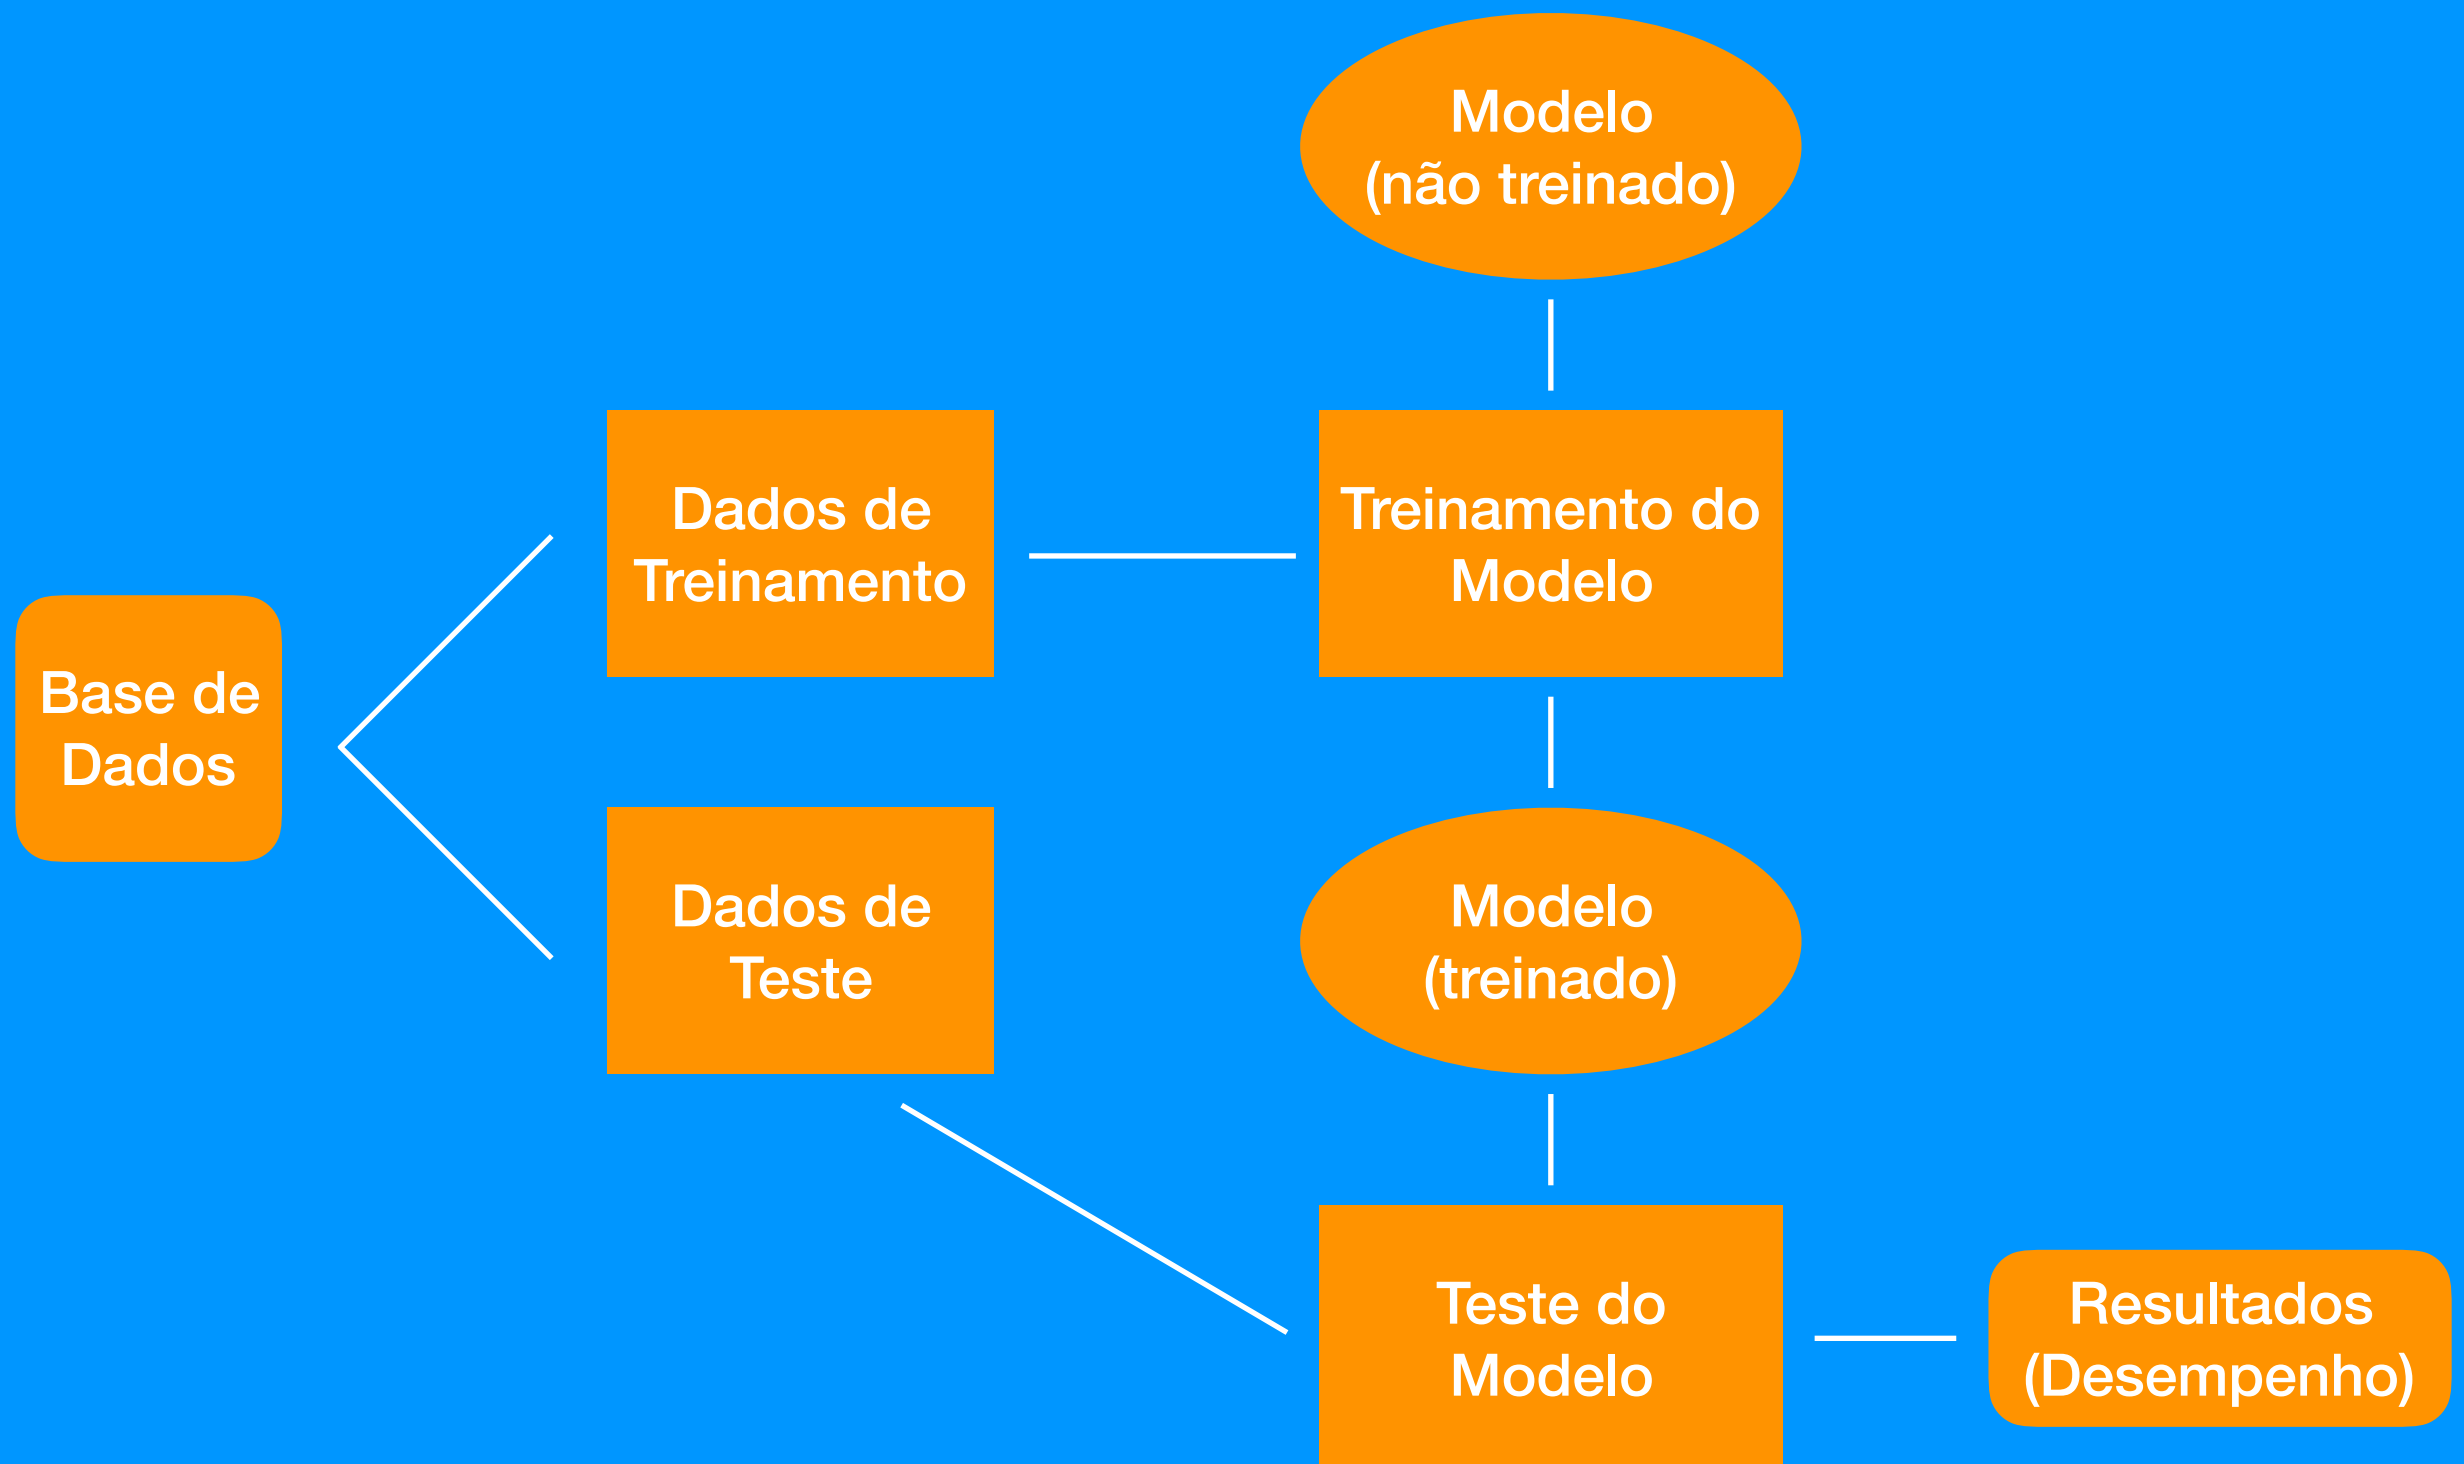 Modelo
(não treinado)
Dados de
Treinamento
Treinamento do
Modelo
Base de
Dados
Dados de
Teste
Modelo
(treinado)
Teste do
Modelo
Resultados
(Desempenho)